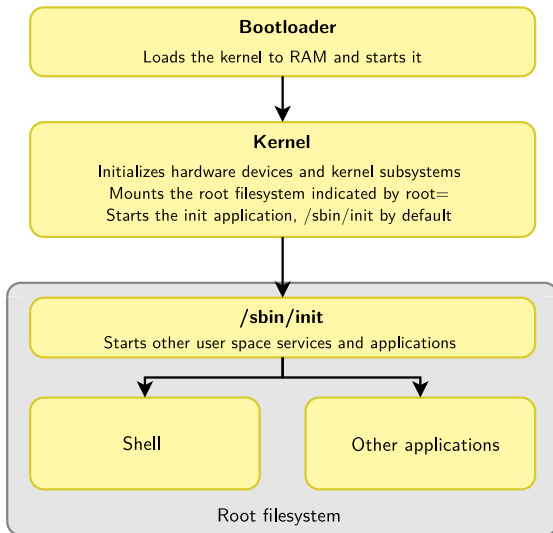 Bootloader
Loads the kernel to RAM and starts it
Kernel
Initializes hardware devices and kernel subsystems
Mounts the root filesystem indicated by root=
Starts the init application, /sbin/init by default
/sbin/init
Starts other user space services and applications
Shell
Other applications
Root filesystem